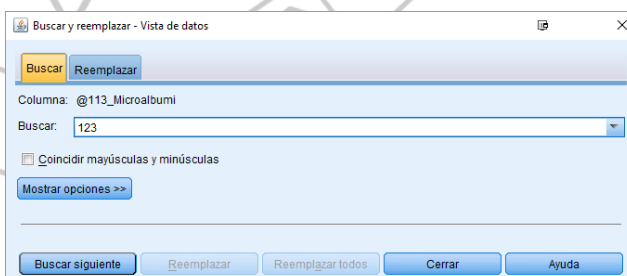 Buscar y reemplazar - Vista de datos
Buscar Reemplazar
Columna: @113_Microalbumi
Buscar: 123
Coincidir mayúsculas y minúsculas
Mostrar opciones >>
Buscar siguiente Reemplazar Reemplazar todos Cerrar Ayuda